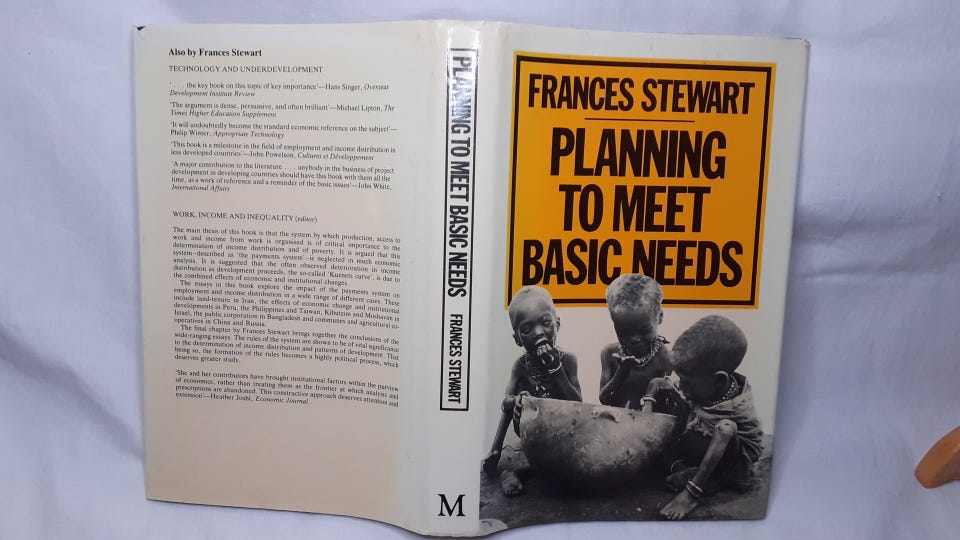 Also by Frances Stewart
TECHNOLOGY AND UNDERDEVELOPMENT
'. . . the key book on this topic of key importance'—Hans Singer, Overseas
Development Institute Review
'The argument is dense, persuasive, and often brilliant'—Michael Lipton, The
Times Higher Education Supplement
'It will undoubtedly become the standard economic reference on the subject'—
Philip Winter, Appropriate Technology
'This book is a milestone in the field of employment and income distribution in
less developed countries'—John Powelson, Cultures et Développement
'A major contribution to the literature . . . anybody in the business of project
development in developing countries should have this book with them all the
time, as a work of reference and a reminder of the basic issues'—John White,
International Affairs
WORK, INCOME AND INEQUALITY (editor)
The main thesis of this book is that the system by which production, access to
work and income from work is organised is of critical importance to the
determination of income distribution and of poverty. It is argued that this
system–described as 'the payments system'–is neglected in much economic
analysis. It is suggested that the often observed deterioration in income
distribution as development proceeds, the so-called 'Kuznets curve', is due to
the combined effects of economic and institutional changes.
The essays in this book explore the impact of the payments system on
employment and income distribution in a wide range of different cases. These
include land-tenure in Iran, the effects of economic change and institutional
developments in Peru, the Philippines and Taiwan, Kibutzim and Moshavim in
Israel, the public corporation in Bangladesh and communes and agricultural co-
operatives in China and Russia.
The final chapter by Frances Stewart brings together the conclusions of the
wide-ranging essays. The rules of the system are shown to be of vital significance
to the determination of income distribution and patterns of development. That
being so, the formation of the rules becomes a highly political process, which
deserves greater study.
'She and her contributors have brought institutional factors within the purview
of economics, rather than treating them as the frontier at which analysis and
prescriptions are abandoned. This constructive approach deserves attention and
extension'—Heather Joshi, Economic Journal.
PLANNING TO MEET BASIC NEEDS FRANCES STEWART
M
FRANCES STEWART
PLANNING
TO MEET
BASIC NEEDS